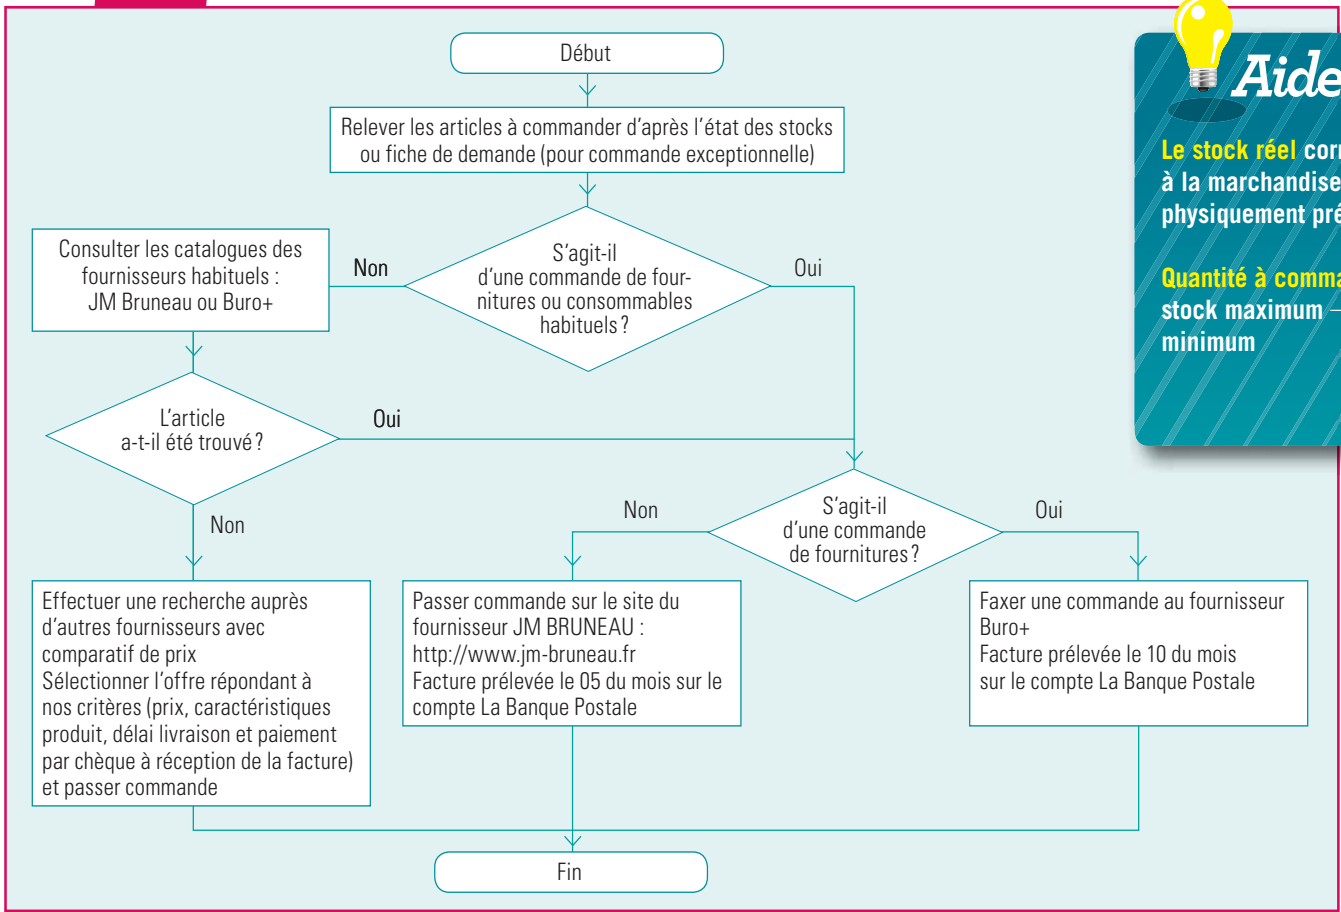 Début
Relever les articles à commander d'après l'état des stocks
ou fiche de demande (pour commande exceptionnelle)
S'agit-il
d'une commande de four-
nitures ou consommables
habituels ?
Non
Oui
Consulter les catalogues des
fournisseurs habituels :
JM Bruneau ou Buro+
L'article
a-t-il été trouvé ?
Oui
Non
S'agit-il
d'une commande
de fournitures ?
Non
Oui
Effectuer une recherche auprès
d'autres fournisseurs avec
comparatif de prix
Sélectionner l'offre répondant à
nos critères (prix, caractéristiques
produit, délai livraison et paiement
par chèque à réception de la facture)
et passer commande
Passer commande sur le site du
fournisseur JM BRUNEAU :
http://www.jm-bruneau.fr
Facture prélevée le 05 du mois sur le
compte La Banque Postale
Faxer une commande au fournisseur
Buro+
Facture prélevée le 10 du mois
sur le compte La Banque Postale
Fin
Aide
Le stock réel
à la marchandise
physiquement
Quantité à
stock maximum –
minimum